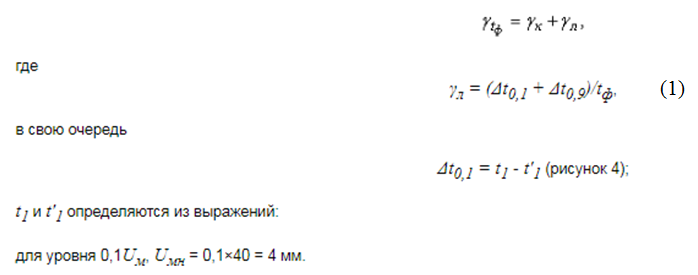 γtф = γк + γл,
где
γл = (Δt0,1 + Δt0,9)/tф, (1)
в свою очередь
Δt0,1 = t1 - t'1 (рисунок 4);
t1 и t'1 определяются из выражений:
для уровня 0,1Uм, Uмн = 0,1×40 = 4 мм.